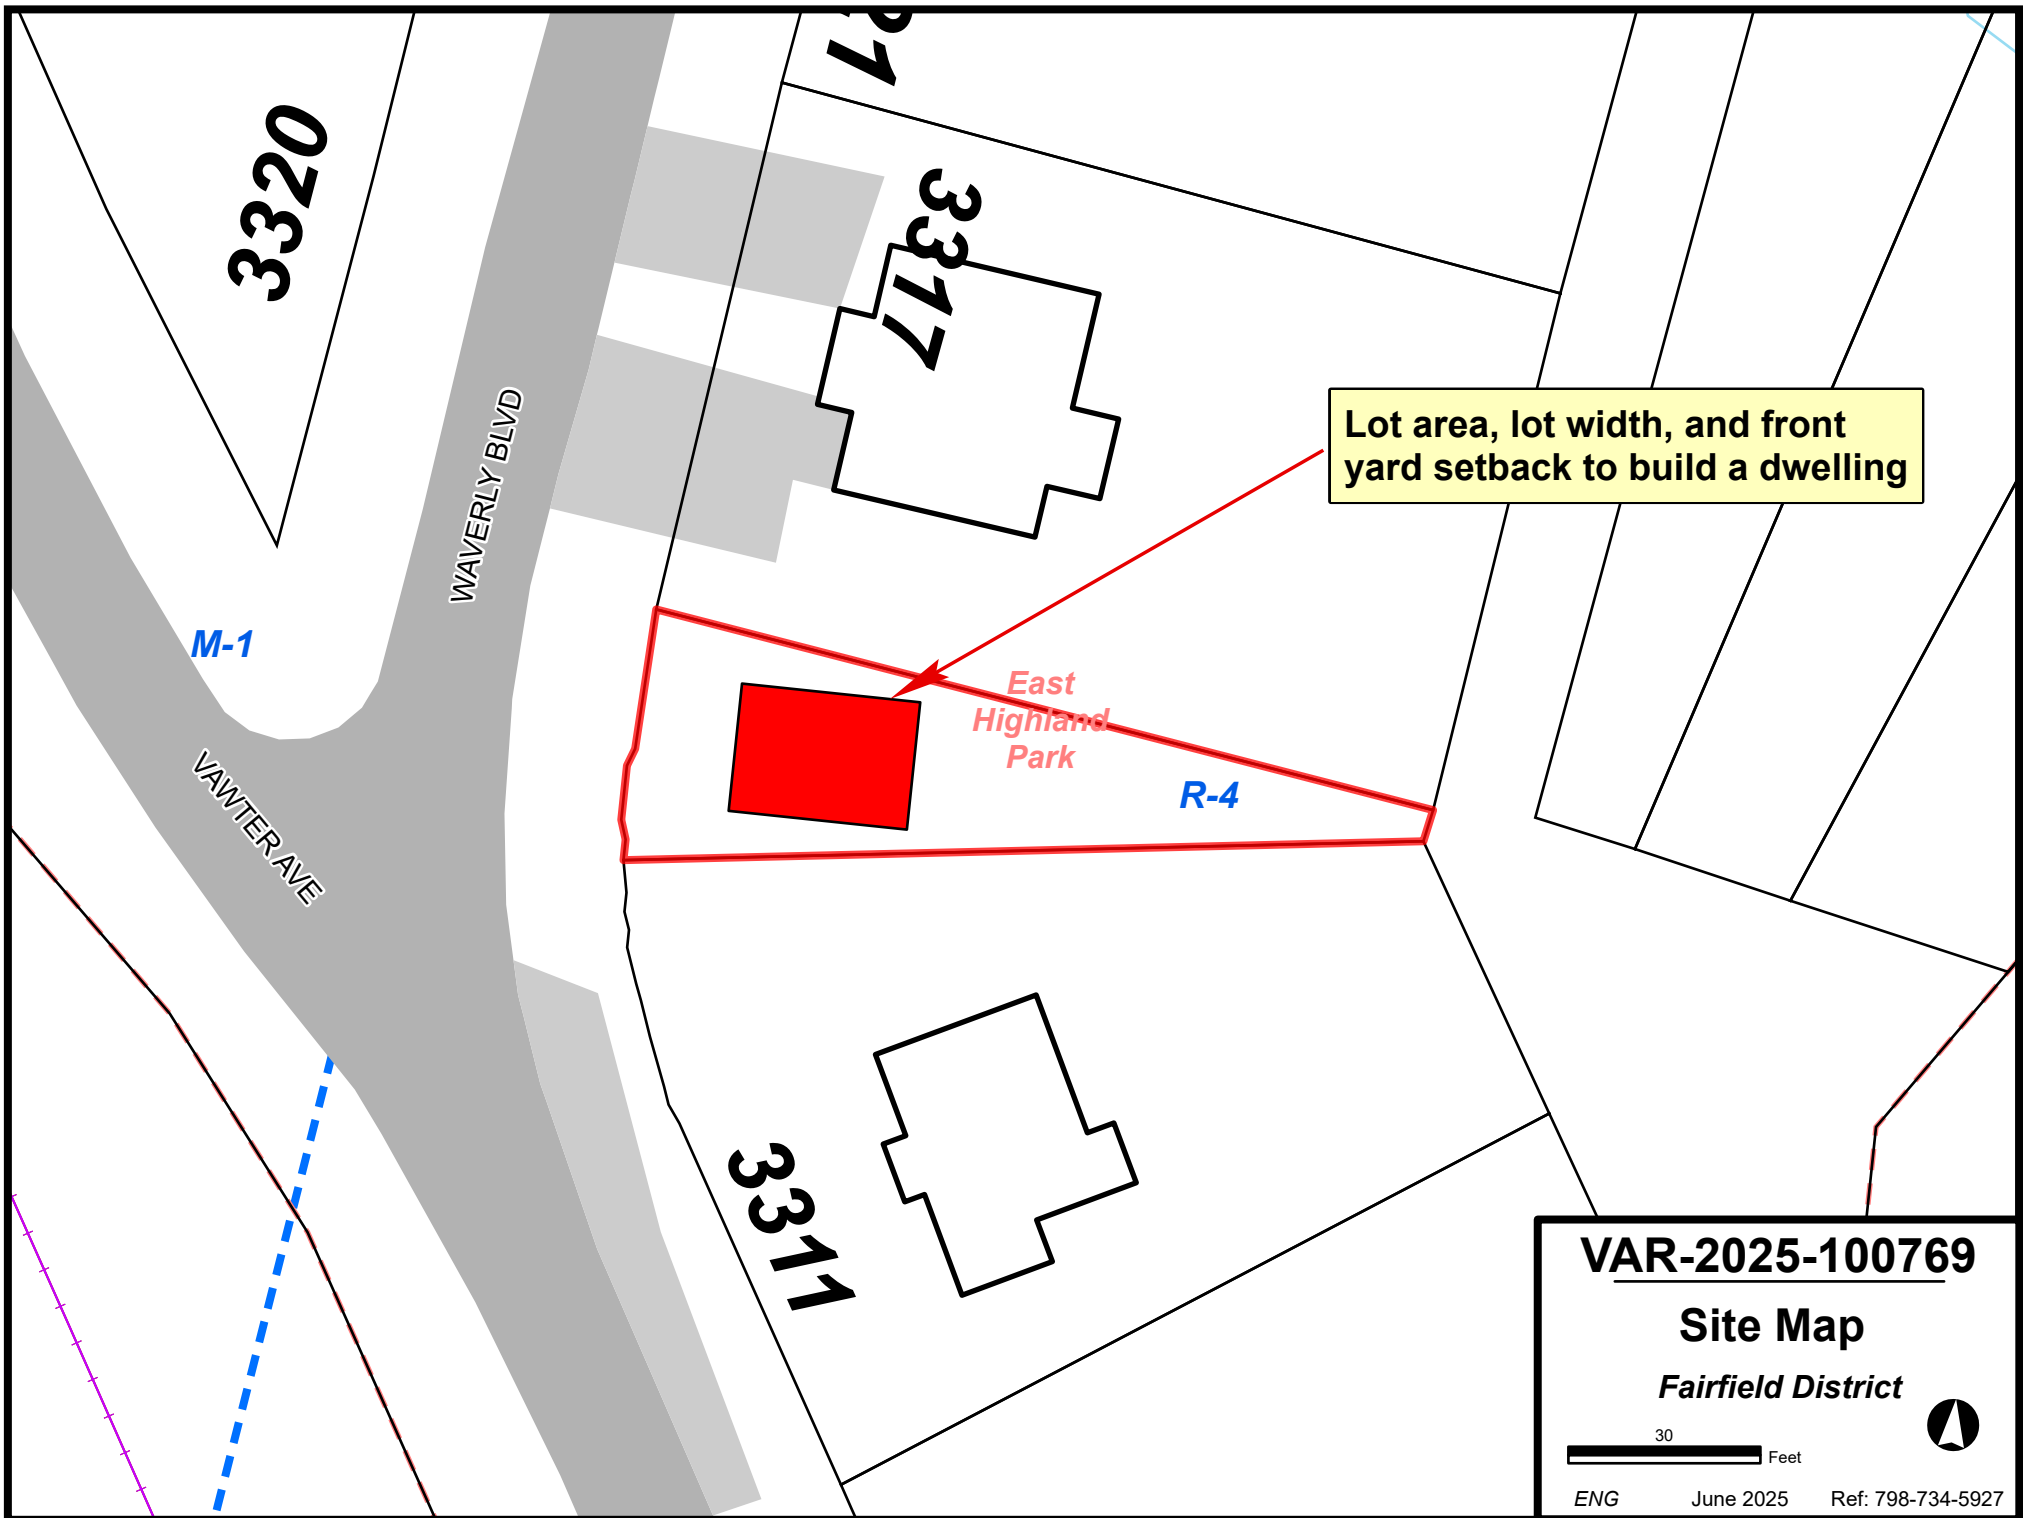 3320
3317
WAVERLY BLVD
Lot area, lot width, and front
yard setback to build a dwelling
M-1
East
Highland
Park
R-4
VAWTER AVE
3311
VAR-2025-100769
Site Map
Fairfield District
30
Feet
ENG June 2025 Ref: 798-734-5927